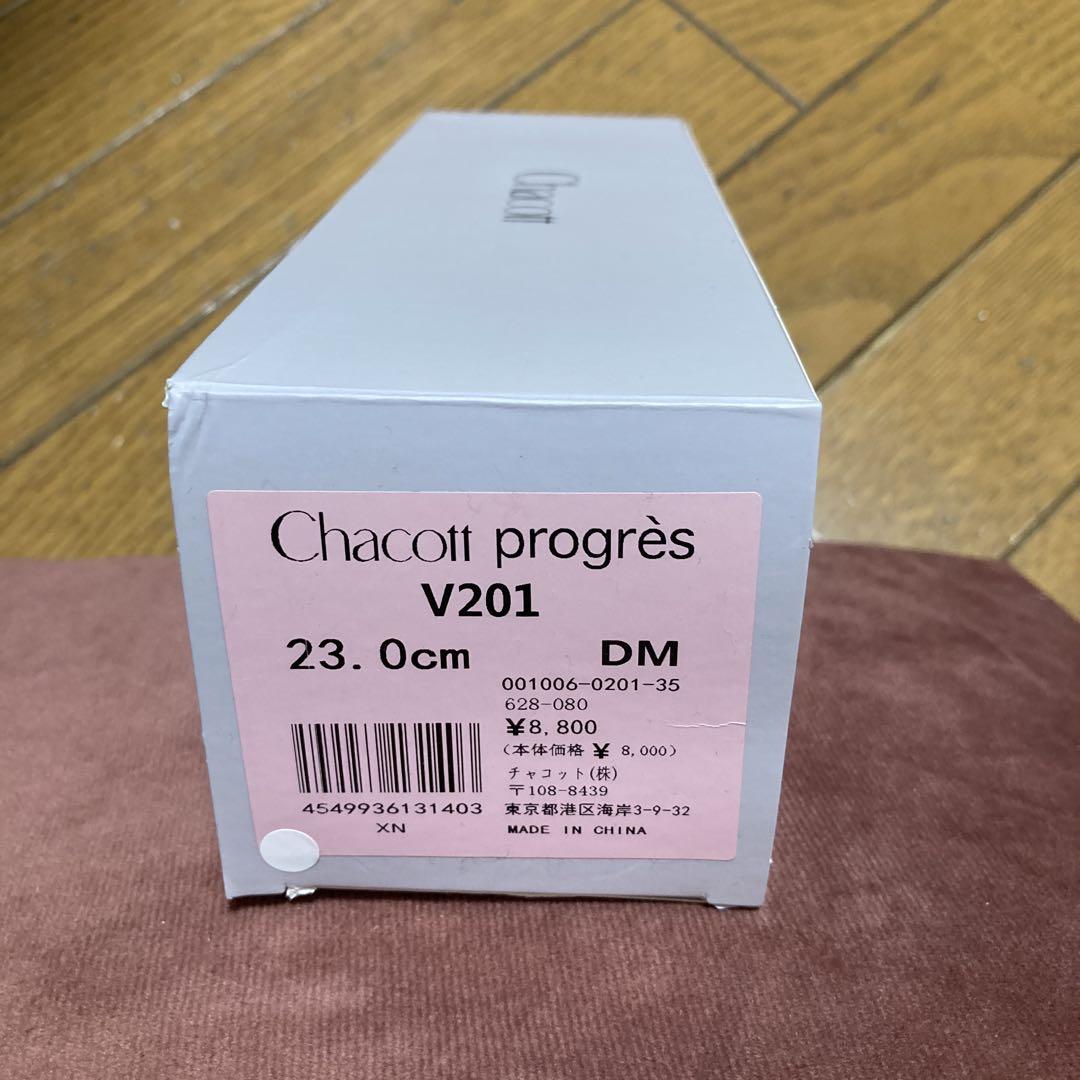 Chacott
Chacott progrès
V201
23.0cm DM
001006-0201-35
628-080
¥8,800
(本体価格 ¥ 8,000)
チャコット(株)
〒108-8439
4549936131403 東京都港区海岸3-9-32
XN MADE IN CHINA